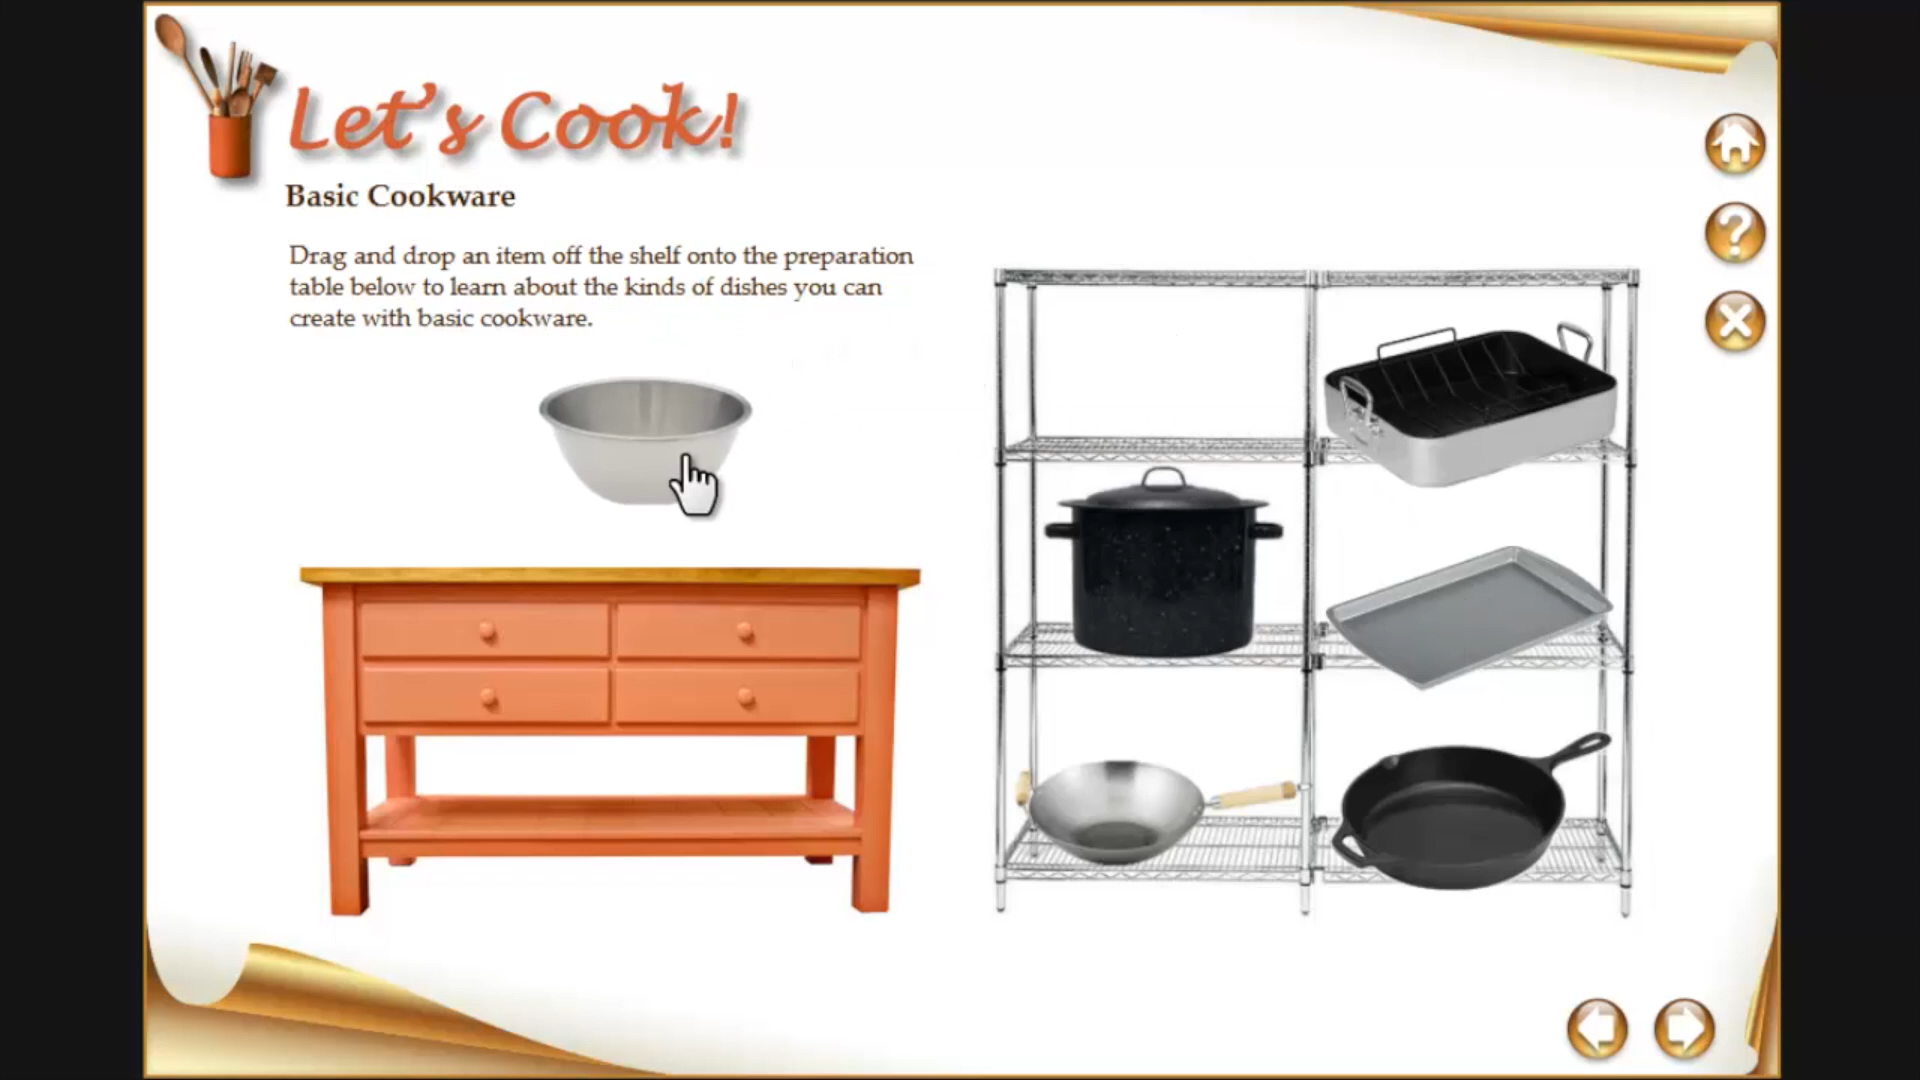 Let's Cook!
Basic Cookware
Drag and drop an item off the shelf onto the preparation
table below to learn about the kinds of dishes you can
create with basic cookware.